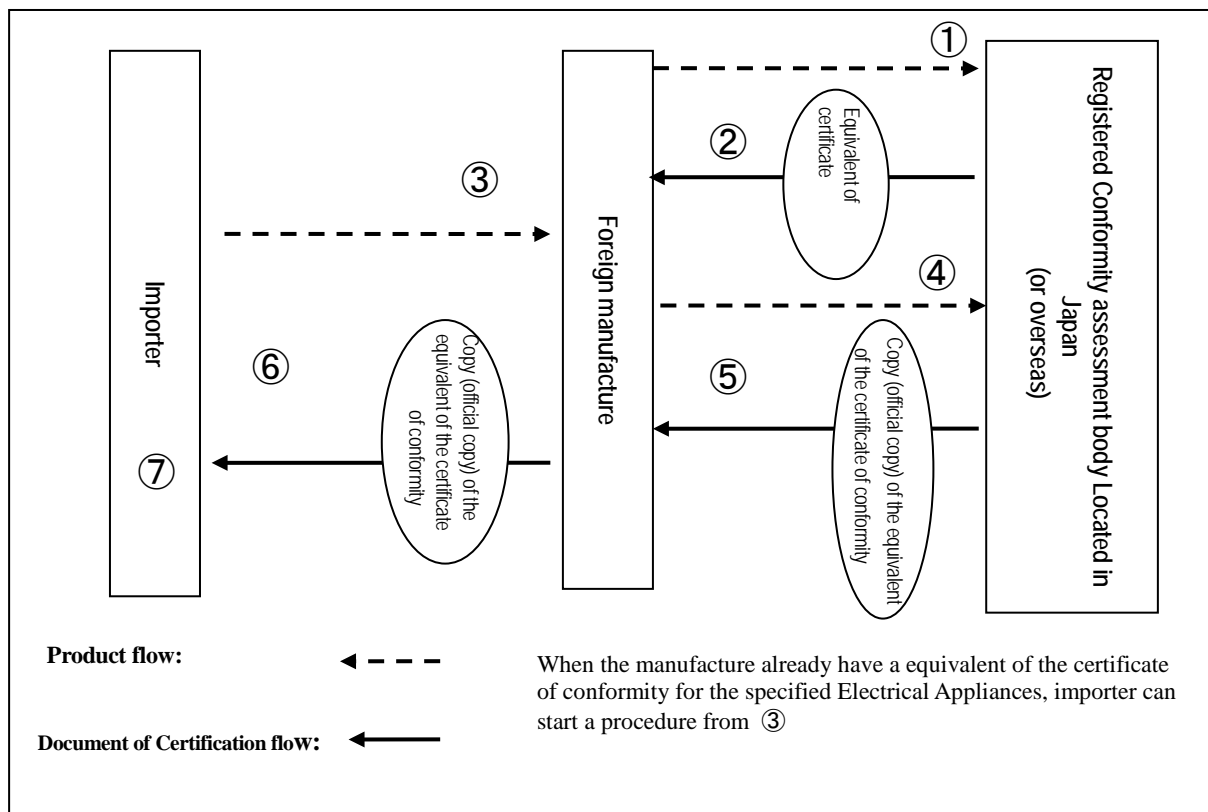 ①
Equivalent of
certificate
②
③
④
Copy (official copy) of the equivalent
of the certificate of conformity
⑤
Copy (official copy) of the
equivalent of the certificate
of conformity
⑥
⑦
Importer
Foreign manufacture
Registered Conformity assessment body Located in
Japan
(or overseas)
Product flow:
Document of Certification flow:
When the manufacture already have a equivalent of the certificate
of conformity for the specified Electrical Appliances, importer can
start a procedure from ③